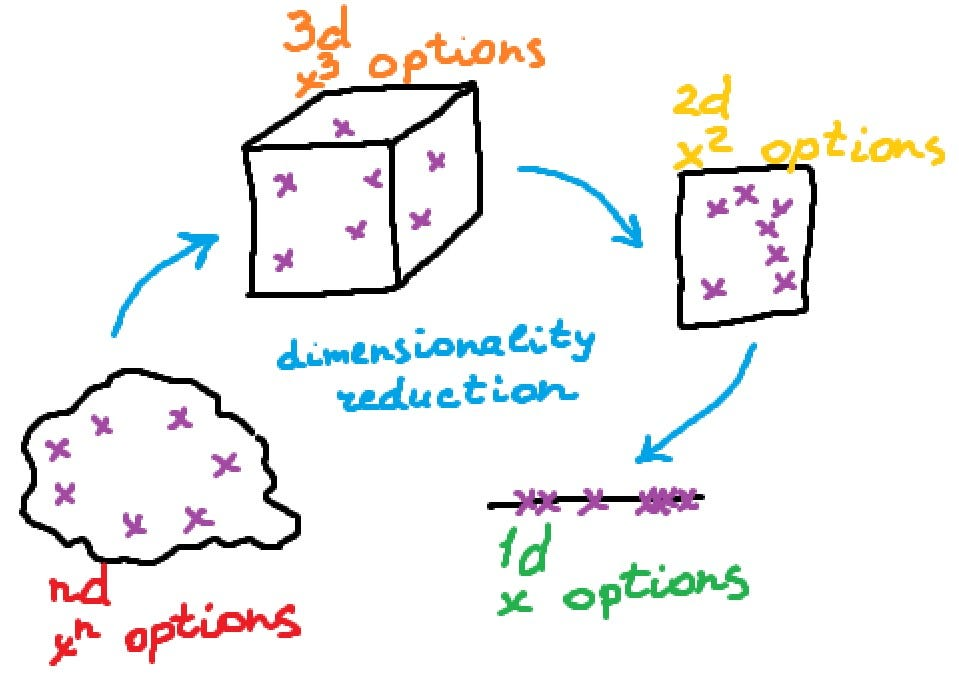 3d
x³ options
2d
x² options
dimensionality
reduction
1d
x options
nd
xⁿ options